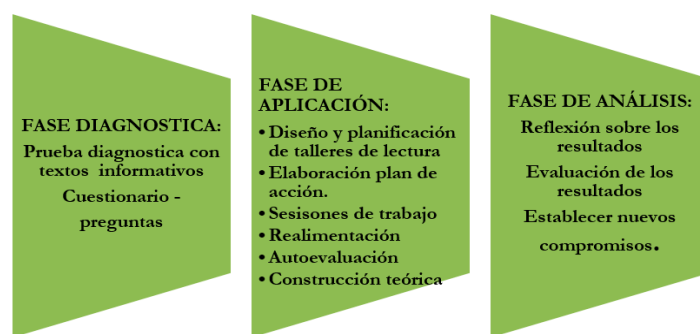 FASE DIAGNOSTICA:
Prueba diagnostica con
textos informativos
Cuestionario -
preguntas
FASE DE
APLICACIÓN:
• Diseño y planificación
de talleres de lectura
• Elaboración plan de
acción.
• Sesisones de trabajo
• Realimentación
• Autoevaluación
• Construcción teórica
FASE DE ANÁLISIS:
Reflexión sobre los
resultados
Evaluación de los
resultados
Establecer nuevos
compromisos.